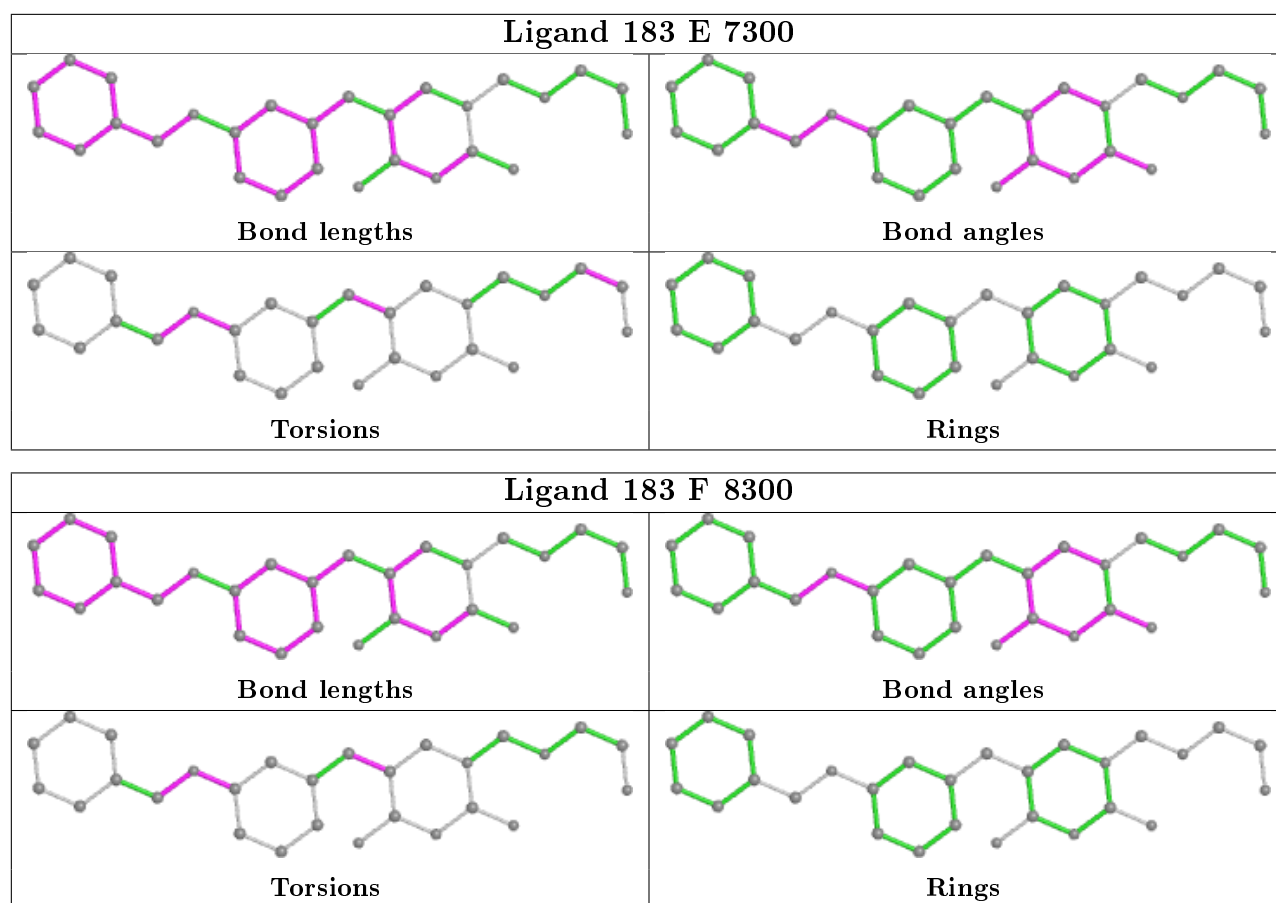 Ligand 183 E 7300
Bond lengths
Bond angles
Torsions
Rings
Ligand 183 F 8300
Bond lengths
Bond angles
Torsions
Rings